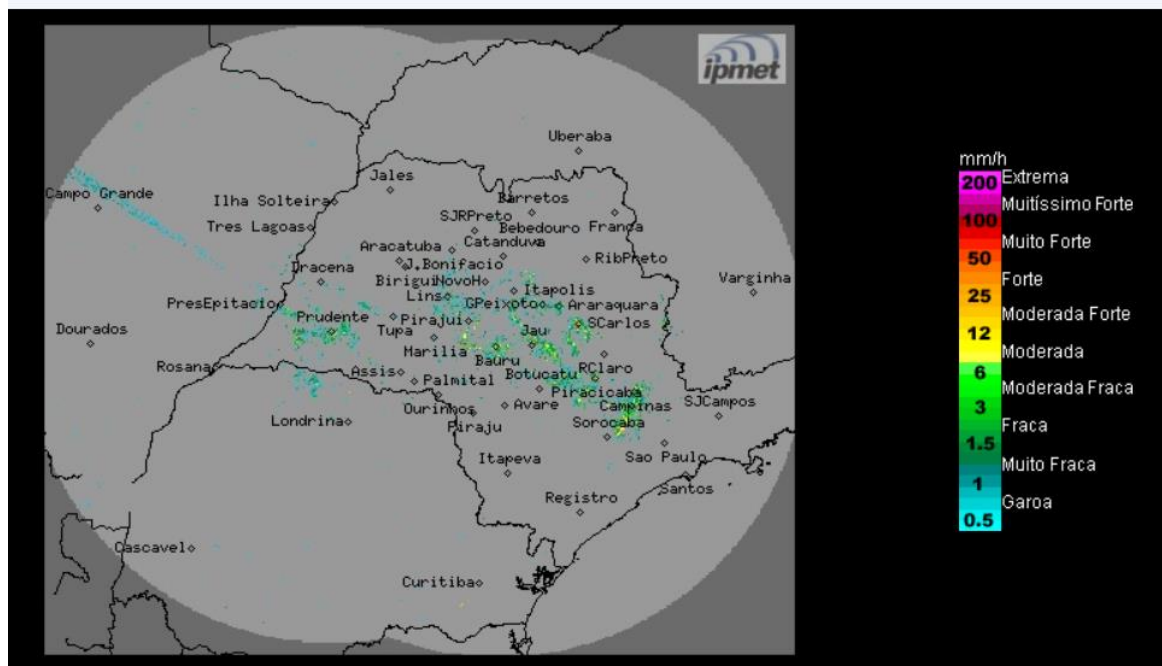 ipmet
Uberaba
Campo Grande
Jales
Ilha Solteira
Barretos
SJRPreto
Tres Lagoas
Bebedouro
Franca
Aracatuba
Catanduva
J.Bonifacio
RibPreto
Dracena
Birigui
NovoH
Varginha
Lins
Itapolis
PresEpitacio
GPeixoto
Araraquara
Prudente
Pirajui
SCarlos
Dourados
Tupa
Jau
Marilia
Bauru
Rosana
Assis
Botucatu
RClaro
Palmital
Piracicaba
Ourinhos
Avare
Campinas
SJCampos
Londrina
Piraju
Sorocaba
Itapeva
Sao Paulo
Santos
Registro
Cascavel
Curitiba
mm/h
200 Extrema
Muitíssimo Forte
100
Muito Forte
50
Forte
25
Moderada Forte
12
Moderada
6
Moderada Fraca
3
Fraca
1.5
Muito Fraca
1
Garoa
0.5